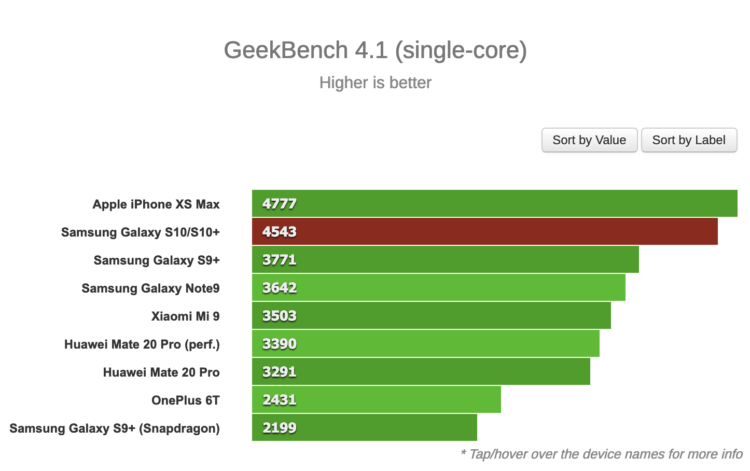 GeekBench 4.1 (single-core)
Higher is better
Sort by Value Sort by Label
Apple iPhone XS Max 4777
Samsung Galaxy S10/S10+ 4543
Samsung Galaxy S9+ 3771
Samsung Galaxy Note9 3642
Xiaomi Mi 9 3503
Huawei Mate 20 Pro (perf.) 3390
Huawei Mate 20 Pro 3291
OnePlus 6T 2431
Samsung Galaxy S9+ (Snapdragon) 2199
* Tap/hover over the device names for more info